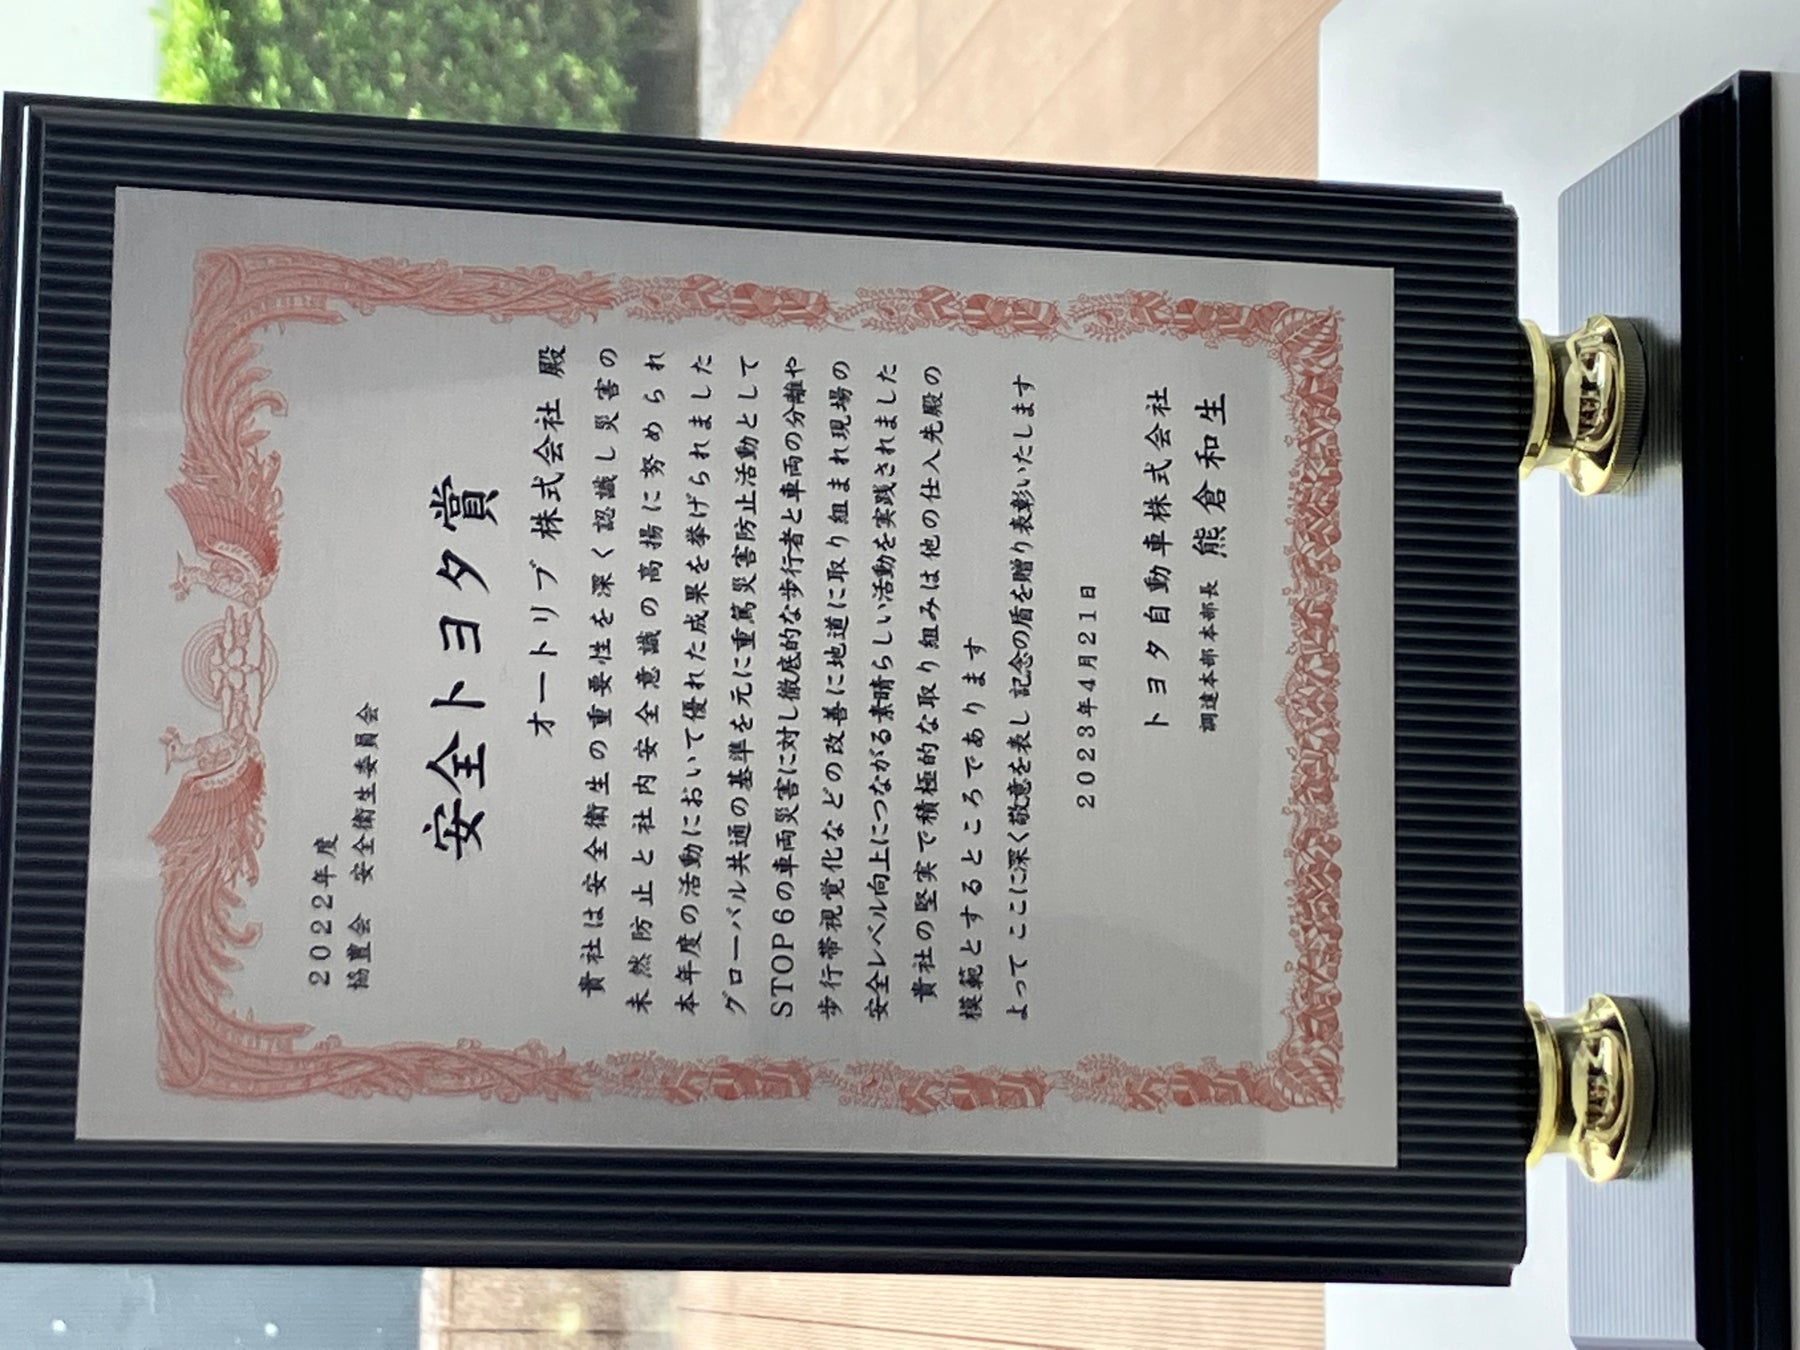 2022年度
協豊会 安全衛生委員会
安全トヨタ賞
オートリブ株式会社 殿
貴社は安全衛生の重要性を深く認識し災害の
未然防止と社内安全意識の高揚に努められ
本年度の活動において優れた成果を挙げられました
グローバル共通の基準を元に重篤災害防止活動として
STOP6の車両災害に対し徹底的な歩行者と車両の分離や
歩行帯視覚化などの改善に地道に取り組まれ現場の
安全レベル向上につながる素晴らしい活動を実践されました
貴社の堅実で積極的な取り組みは他の仕入先殿の
模範とするところであります
よってここに深く敬意を表し記念の盾を贈り表彰いたします
2023年4月21日
トヨタ自動車株式会社
調達本部本部長 熊倉和生